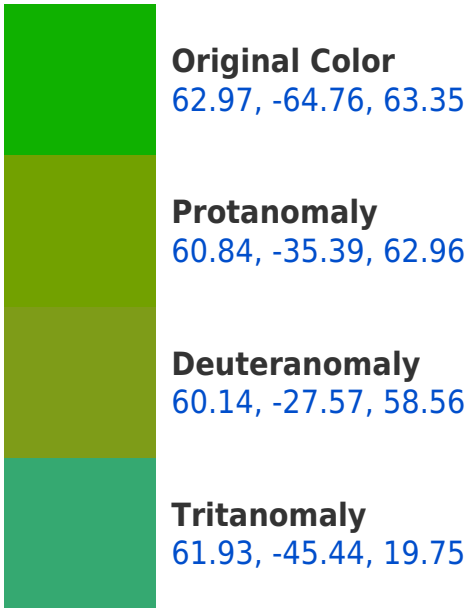 Original Color
62.97, -64.76, 63.35
Protanomaly
60.84, -35.39, 62.96
Deuteranomaly
60.14, -27.57, 58.56
Tritanomaly
61.93, -45.44, 19.75